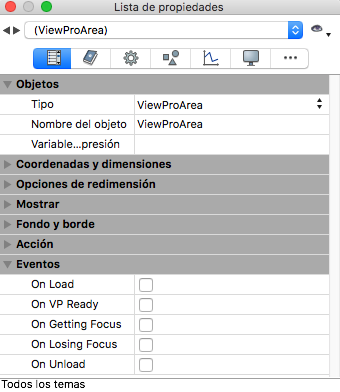 Lista de propiedades
(ViewProArea)
Objetos
Tipo ViewProArea
Nombre del objeto ViewProArea
Variable...presión
Coordenadas y dimensiones
Opciones de redimensión
Mostrar
Fondo y borde
Acción
Eventos
On Load
On VP Ready
On Getting Focus
On Losing Focus
On Unload
Todos los temas